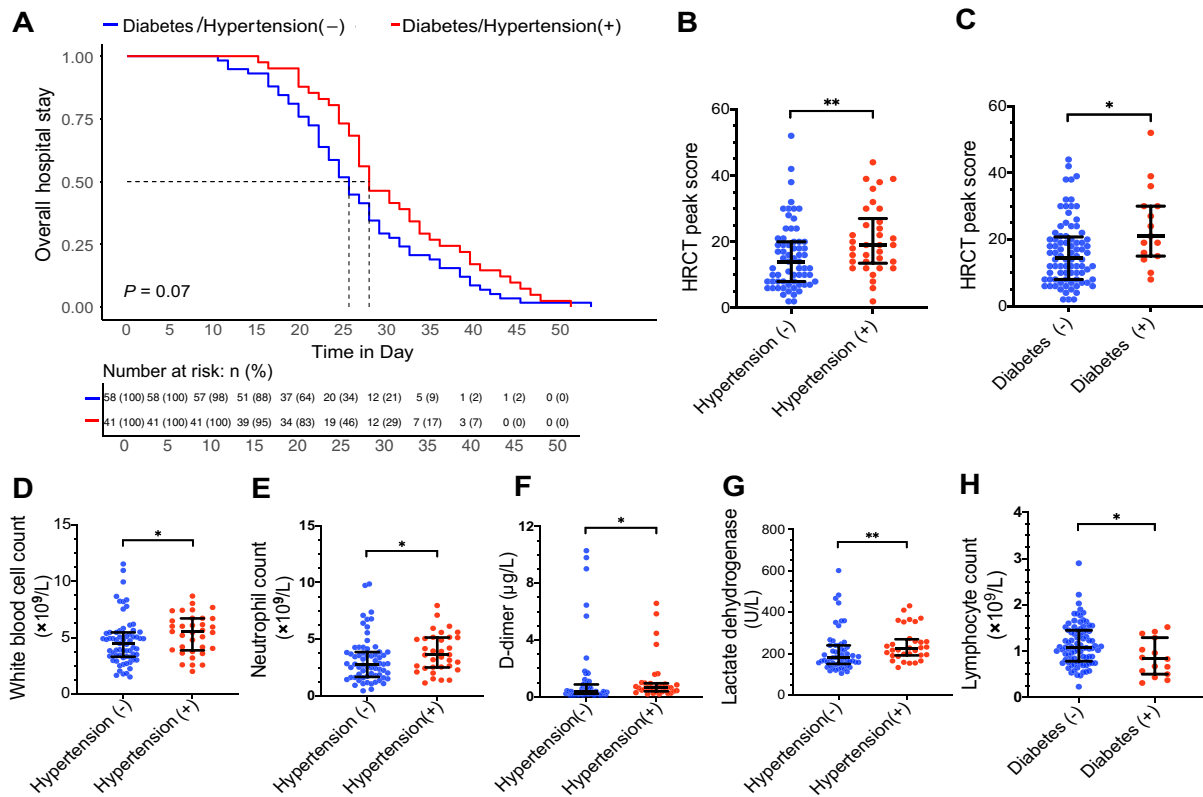 A
Diabetes/Hypertension(−)
Diabetes/Hypertension(+)
Overall hospital stay
1.00
0.75
0.50
0.25
0.00
P = 0.07
0 5 10 15 20 25 30 35 40 45 50
Time in Day
Number at risk: n (%)
58 (100) 58 (100) 57 (98) 51 (88) 37 (64) 20 (34) 12 (21) 5 (9) 1 (2) 1 (2) 0 (0)
41 (100) 41 (100) 41 (100) 39 (95) 34 (83) 19 (46) 12 (29) 7 (17) 3 (7) 0 (0) 0 (0)
0 5 10 15 20 25 30 35 40 45 50
B
HRCT peak score
60
40
20
0
**
Hypertension (-)
Hypertension (+)
C
HRCT peak score
60
40
20
0
*
Diabetes (-)
Diabetes (+)
D
White blood cell count
(×10⁹/L)
15
10
5
0
*
Hypertension (-)
Hypertension (+)
E
Neutrophil count
(×10⁹/L)
15
10
5
0
*
Hypertension (-)
Hypertension(+)
F
D-dimer (μg/L)
15
10
5
0
*
Hypertension(-)
Hypertension(+)
G
Lactate dehydrogenase
(U/L)
800
600
400
200
0
**
Hypertension(-)
Hypertension(+)
H
Lymphocyte count
(×10⁹/L)
4
3
2
1
0
*
Diabetes (-)
Diabetes (+)